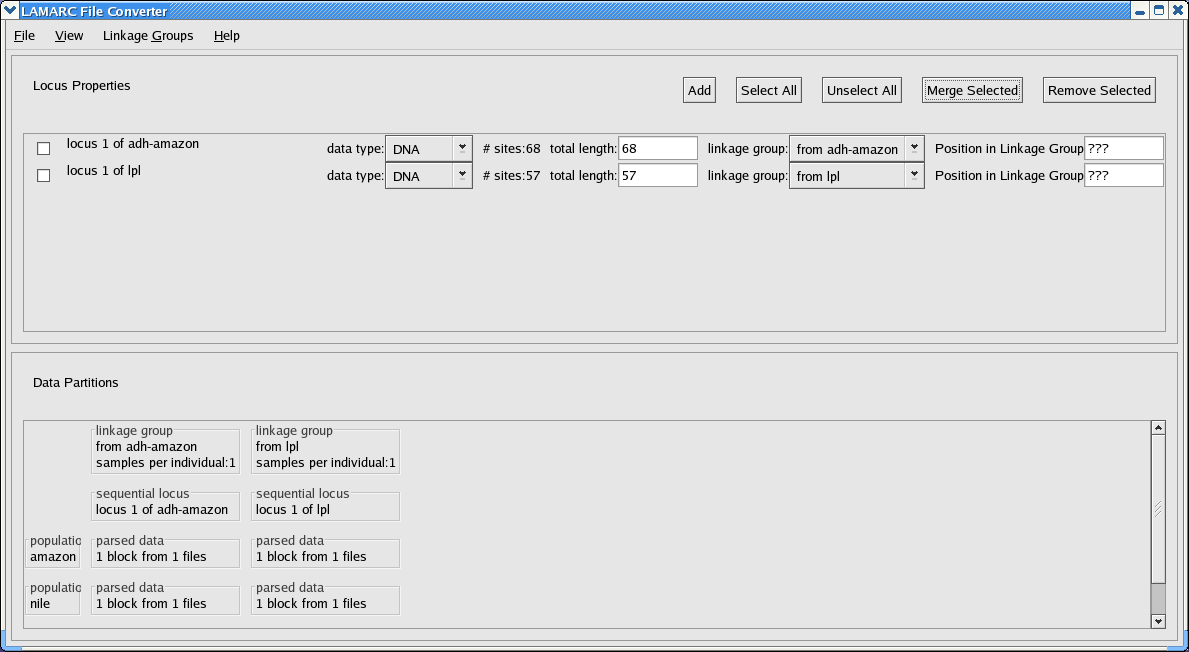 LAMARC File Converter
File View Linkage Groups Help
Locus Properties Add Select All Unselect All Merge Selected Remove Selected
locus 1 of adh-amazon data type: DNA # sites:68 total length: 68 linkage group: from adh-amazon Position in Linkage Group ???
locus 1 of lpl data type: DNA # sites:57 total length: 57 linkage group: from lpl Position in Linkage Group ???
Data Partitions
linkage group linkage group
from adh-amazon from lpl
samples per individual:1 samples per individual:1
sequential locus sequential locus
locus 1 of adh-amazon locus 1 of lpl
populatio parsed data parsed data
amazon 1 block from 1 files 1 block from 1 files
populatio parsed data parsed data
nile 1 block from 1 files 1 block from 1 files